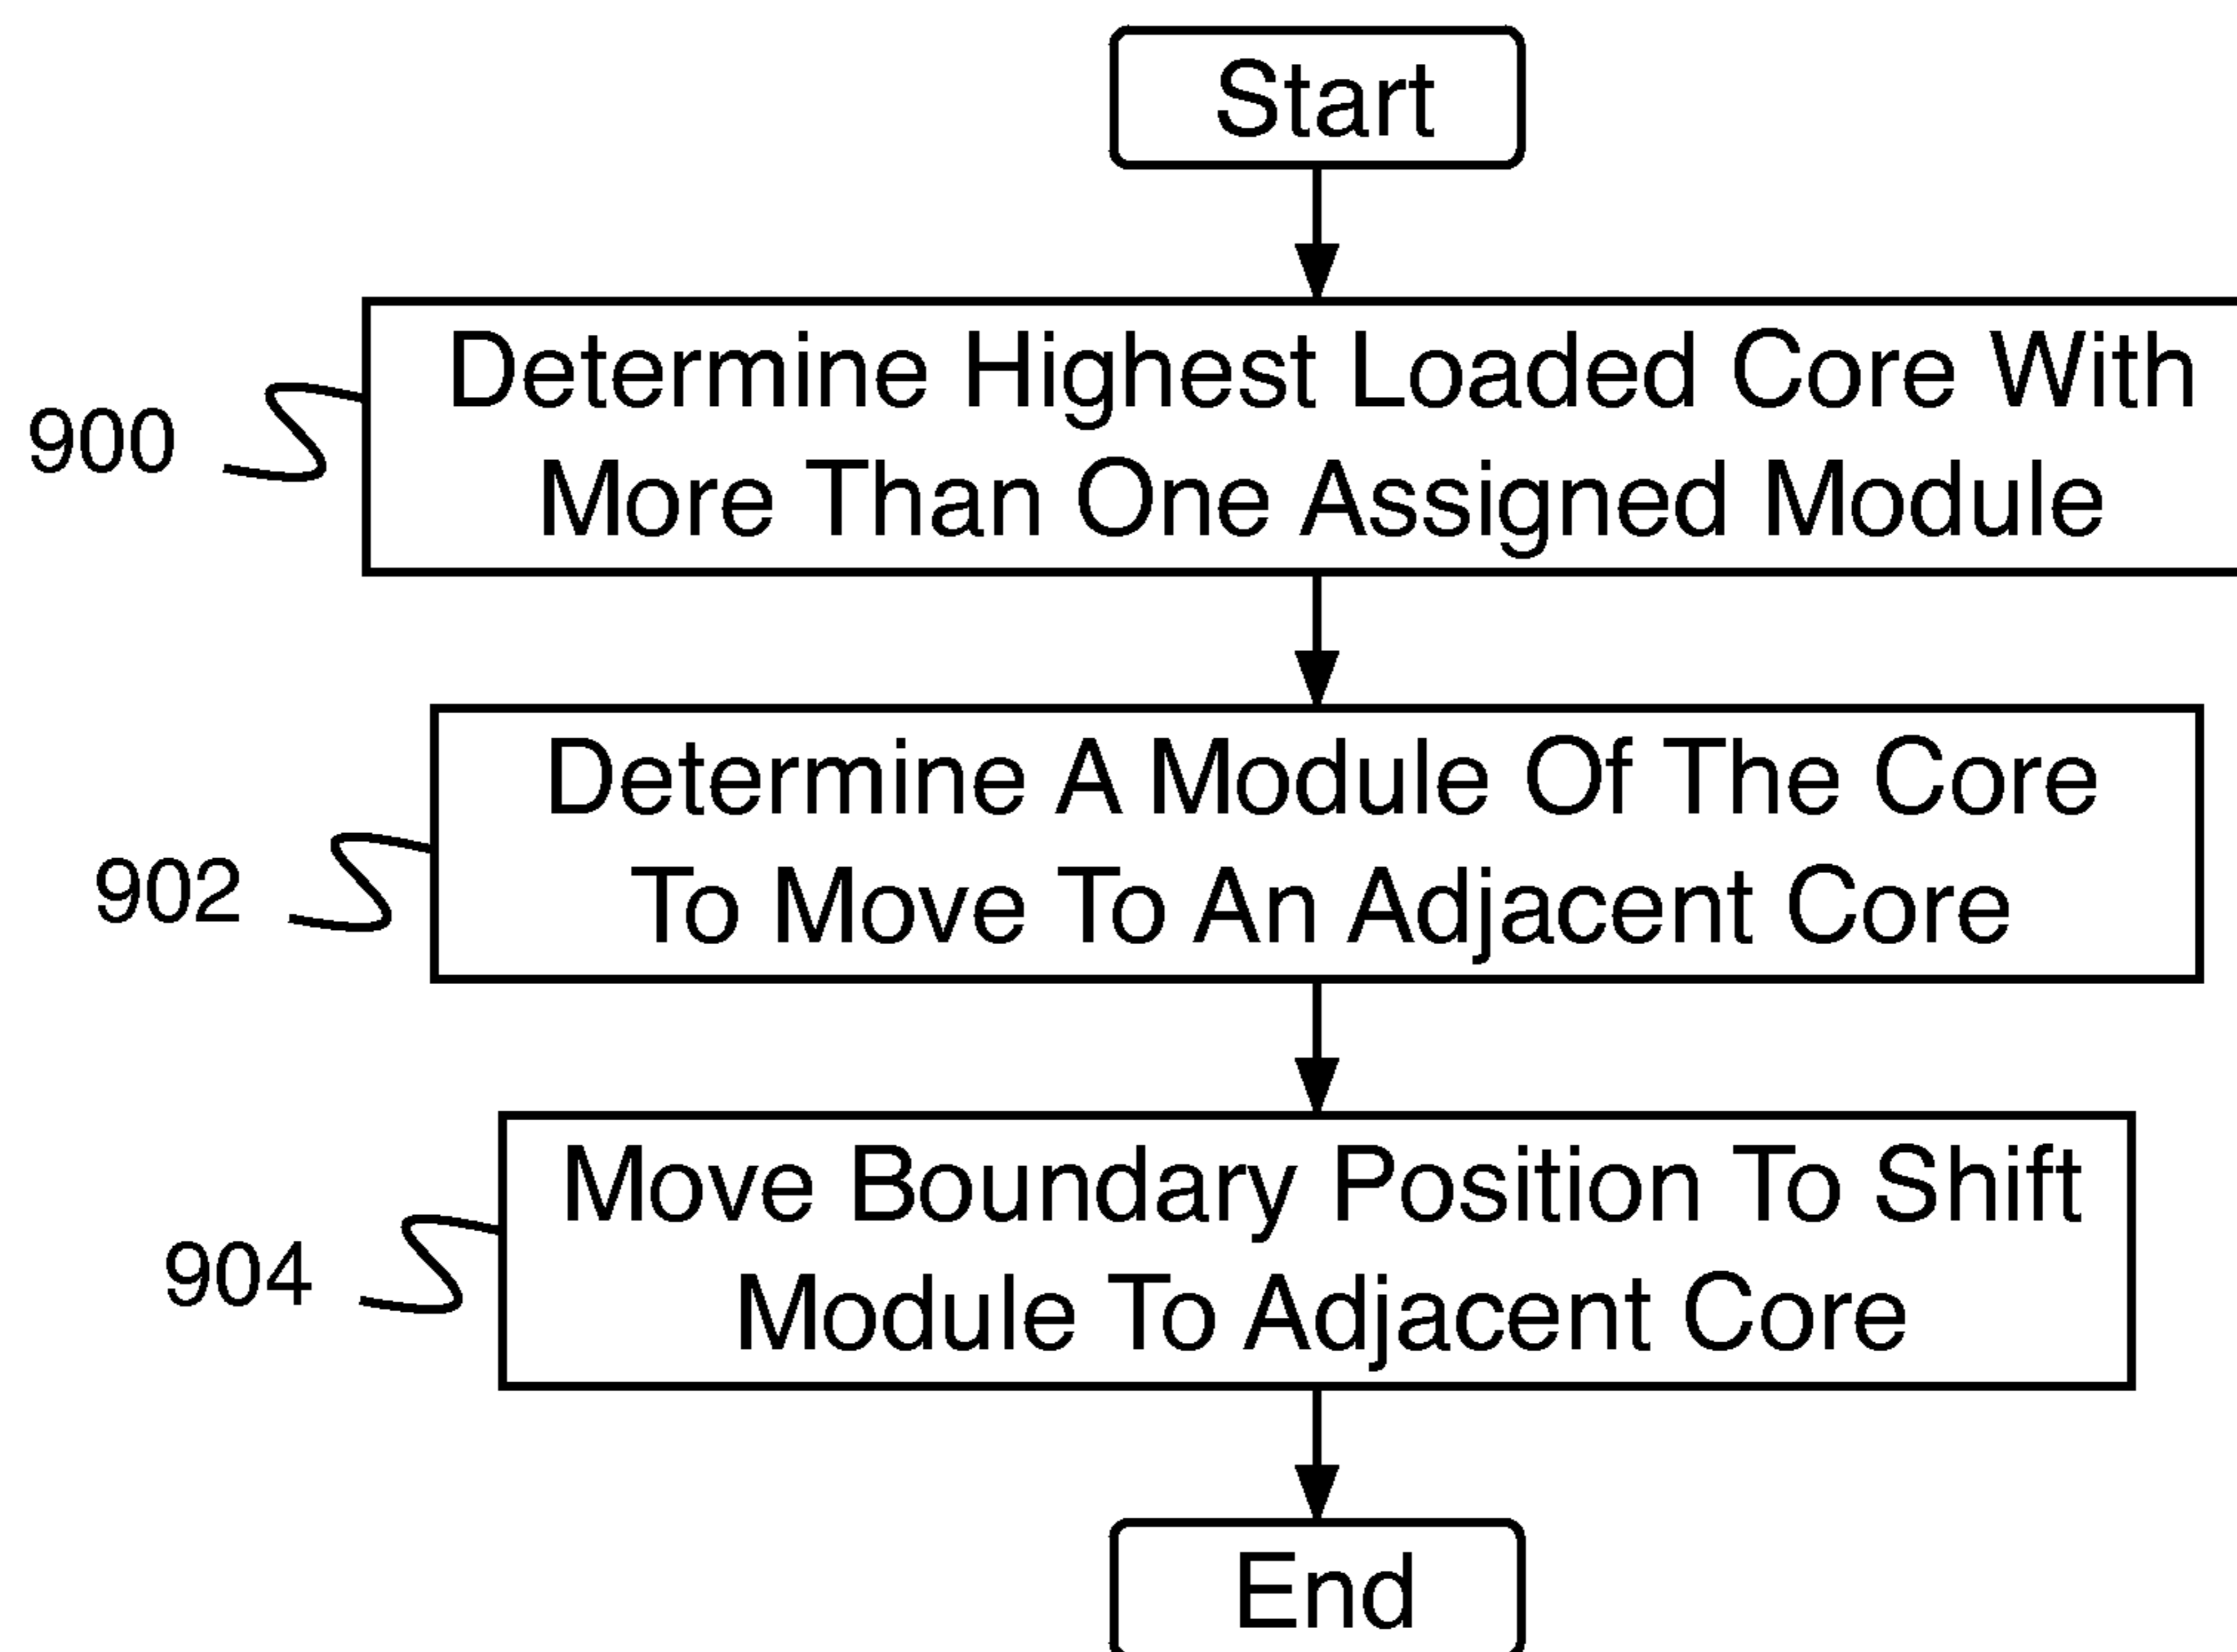 Start
900
Determine Highest Loaded Core With
More Than One Assigned Module
902
Determine A Module Of The Core
To Move To An Adjacent Core
904
Move Boundary Position To Shift
Module To Adjacent Core
End